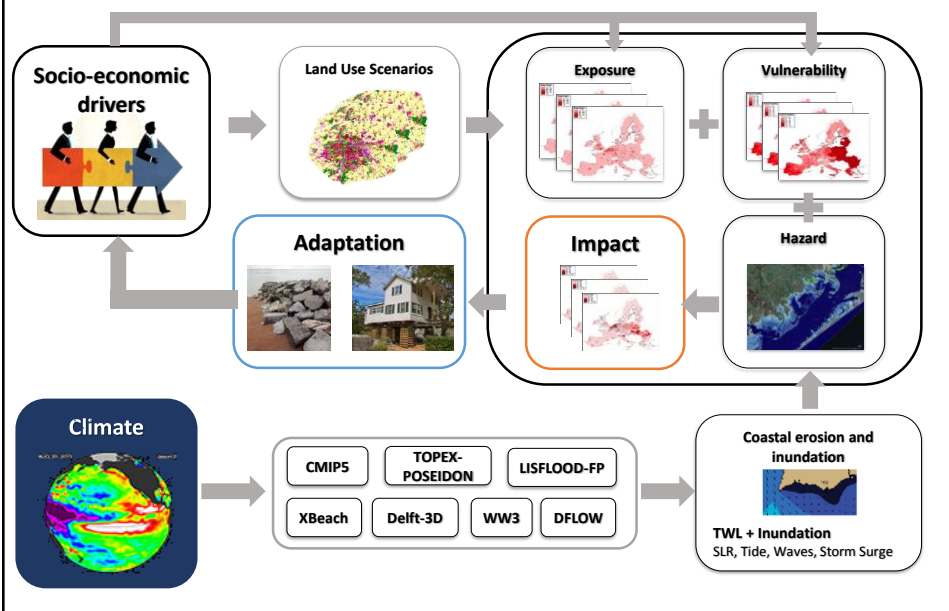 Socio-economic
drivers
Land Use Scenarios
Exposure
Vulnerability
Adaptation
Impact
Hazard
Climate
CMIP5
TOPEX-
POSEIDON
LISFLOOD-FP
XBeach
Delft-3D
WW3
DFLOW
Coastal erosion and
inundation
TWL + Inundation
SLR, Tide, Waves, Storm Surge